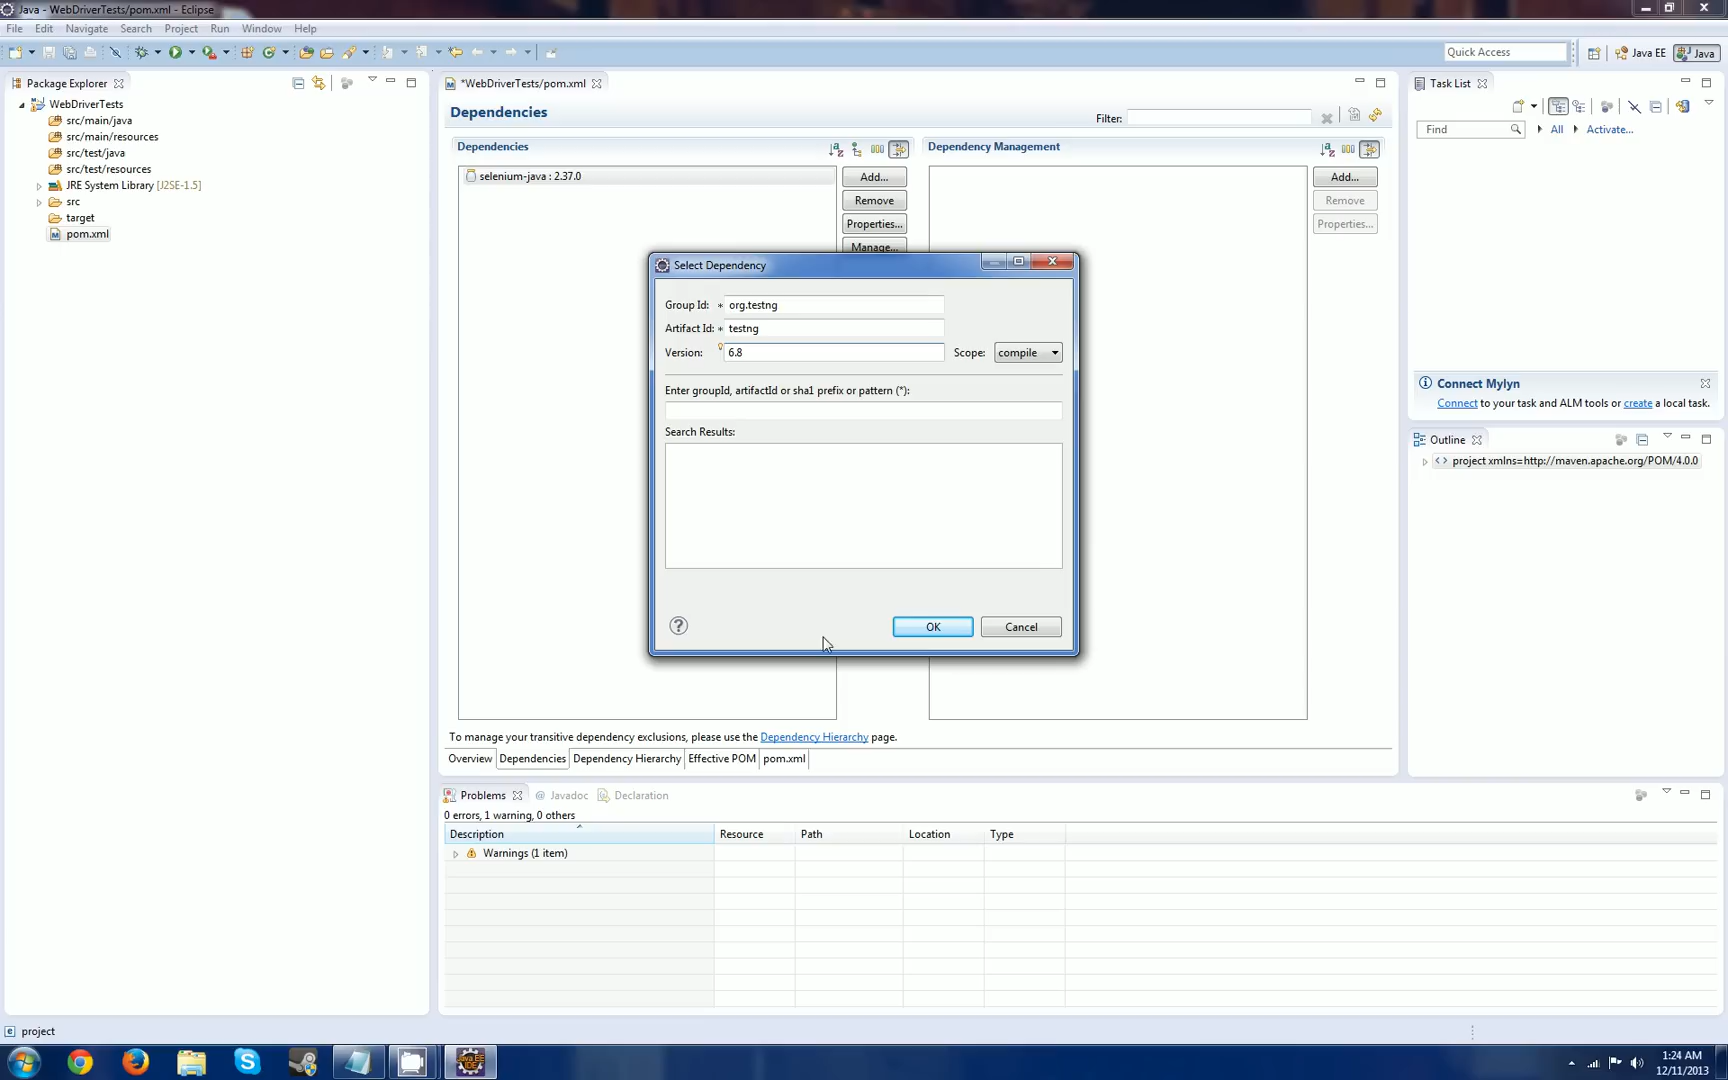 Java - WebDriverTests/pom.xml - Eclipse
File Edit Navigate Search Project Run Window Help
Quick Access
Java EE
Java
Package Explorer
WebDriverTests
src/main/java
src/main/resources
src/test/java
src/test/resources
JRE System Library [J2SE-1.5]
src
target
pom.xml
*WebDriverTests/pom.xml
Dependencies
Filter:
Dependencies
selenium-java : 2.37.0
Add...
Remove
Properties...
Manage...
Dependency Management
Add...
Remove
Properties...
Select Dependency
Group Id: * org.testng
Artifact Id: * testng
Version: 6.8
Scope: compile
Enter groupId, artifactId or sha1 prefix or pattern (*):
Search Results:
OK
Cancel
To manage your transitive dependency exclusions, please use the Dependency Hierarchy page.
Overview Dependencies Dependency Hierarchy Effective POM pom.xml
Problems @ Javadoc Declaration
0 errors, 1 warning, 0 others
Description Resource Path Location Type
Warnings (1 item)
Task List
Find
All
Activate...
Connect Mylyn
Connect to your task and ALM tools or create a local task.
Outline
project xmlns=http://maven.apache.org/POM/4.0.0
project
Java EE
IDE
1:24 AM
12/11/2013